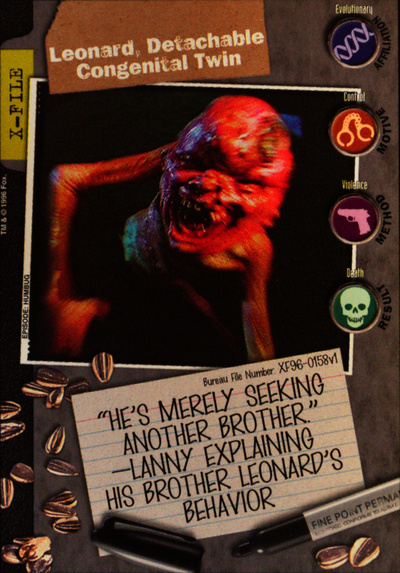 Leonard, Detachable
Congenital Twin
X-FILE
TM & © 1996 Fox.
EPISODE: HUMBUG
Evolutionary
AFFILIATION
Control
MOTIVE
Violence
METHOD
Death
RESULT
Bureau File Number: XF96-0158v1
"HE'S MERELY SEEKING
ANOTHER BROTHER."
-LANNY EXPLAINING
HIS BROTHER LEONARD'S
BEHAVIOR
FINE POINT PERMA